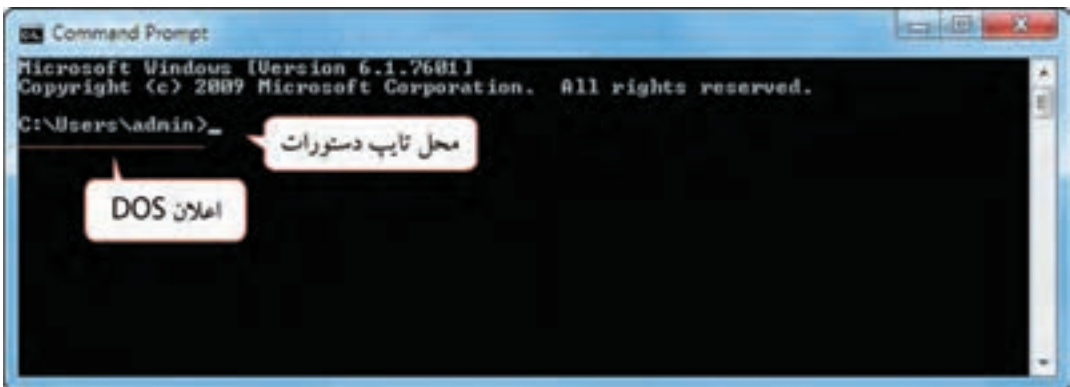 Command Prompt
Microsoft Windows [Version 6.1.7601]
Copyright (c) 2009 Microsoft Corporation. All rights reserved.
C:\Users\admin>_
محل تایپ دستورات
اعلان DOS